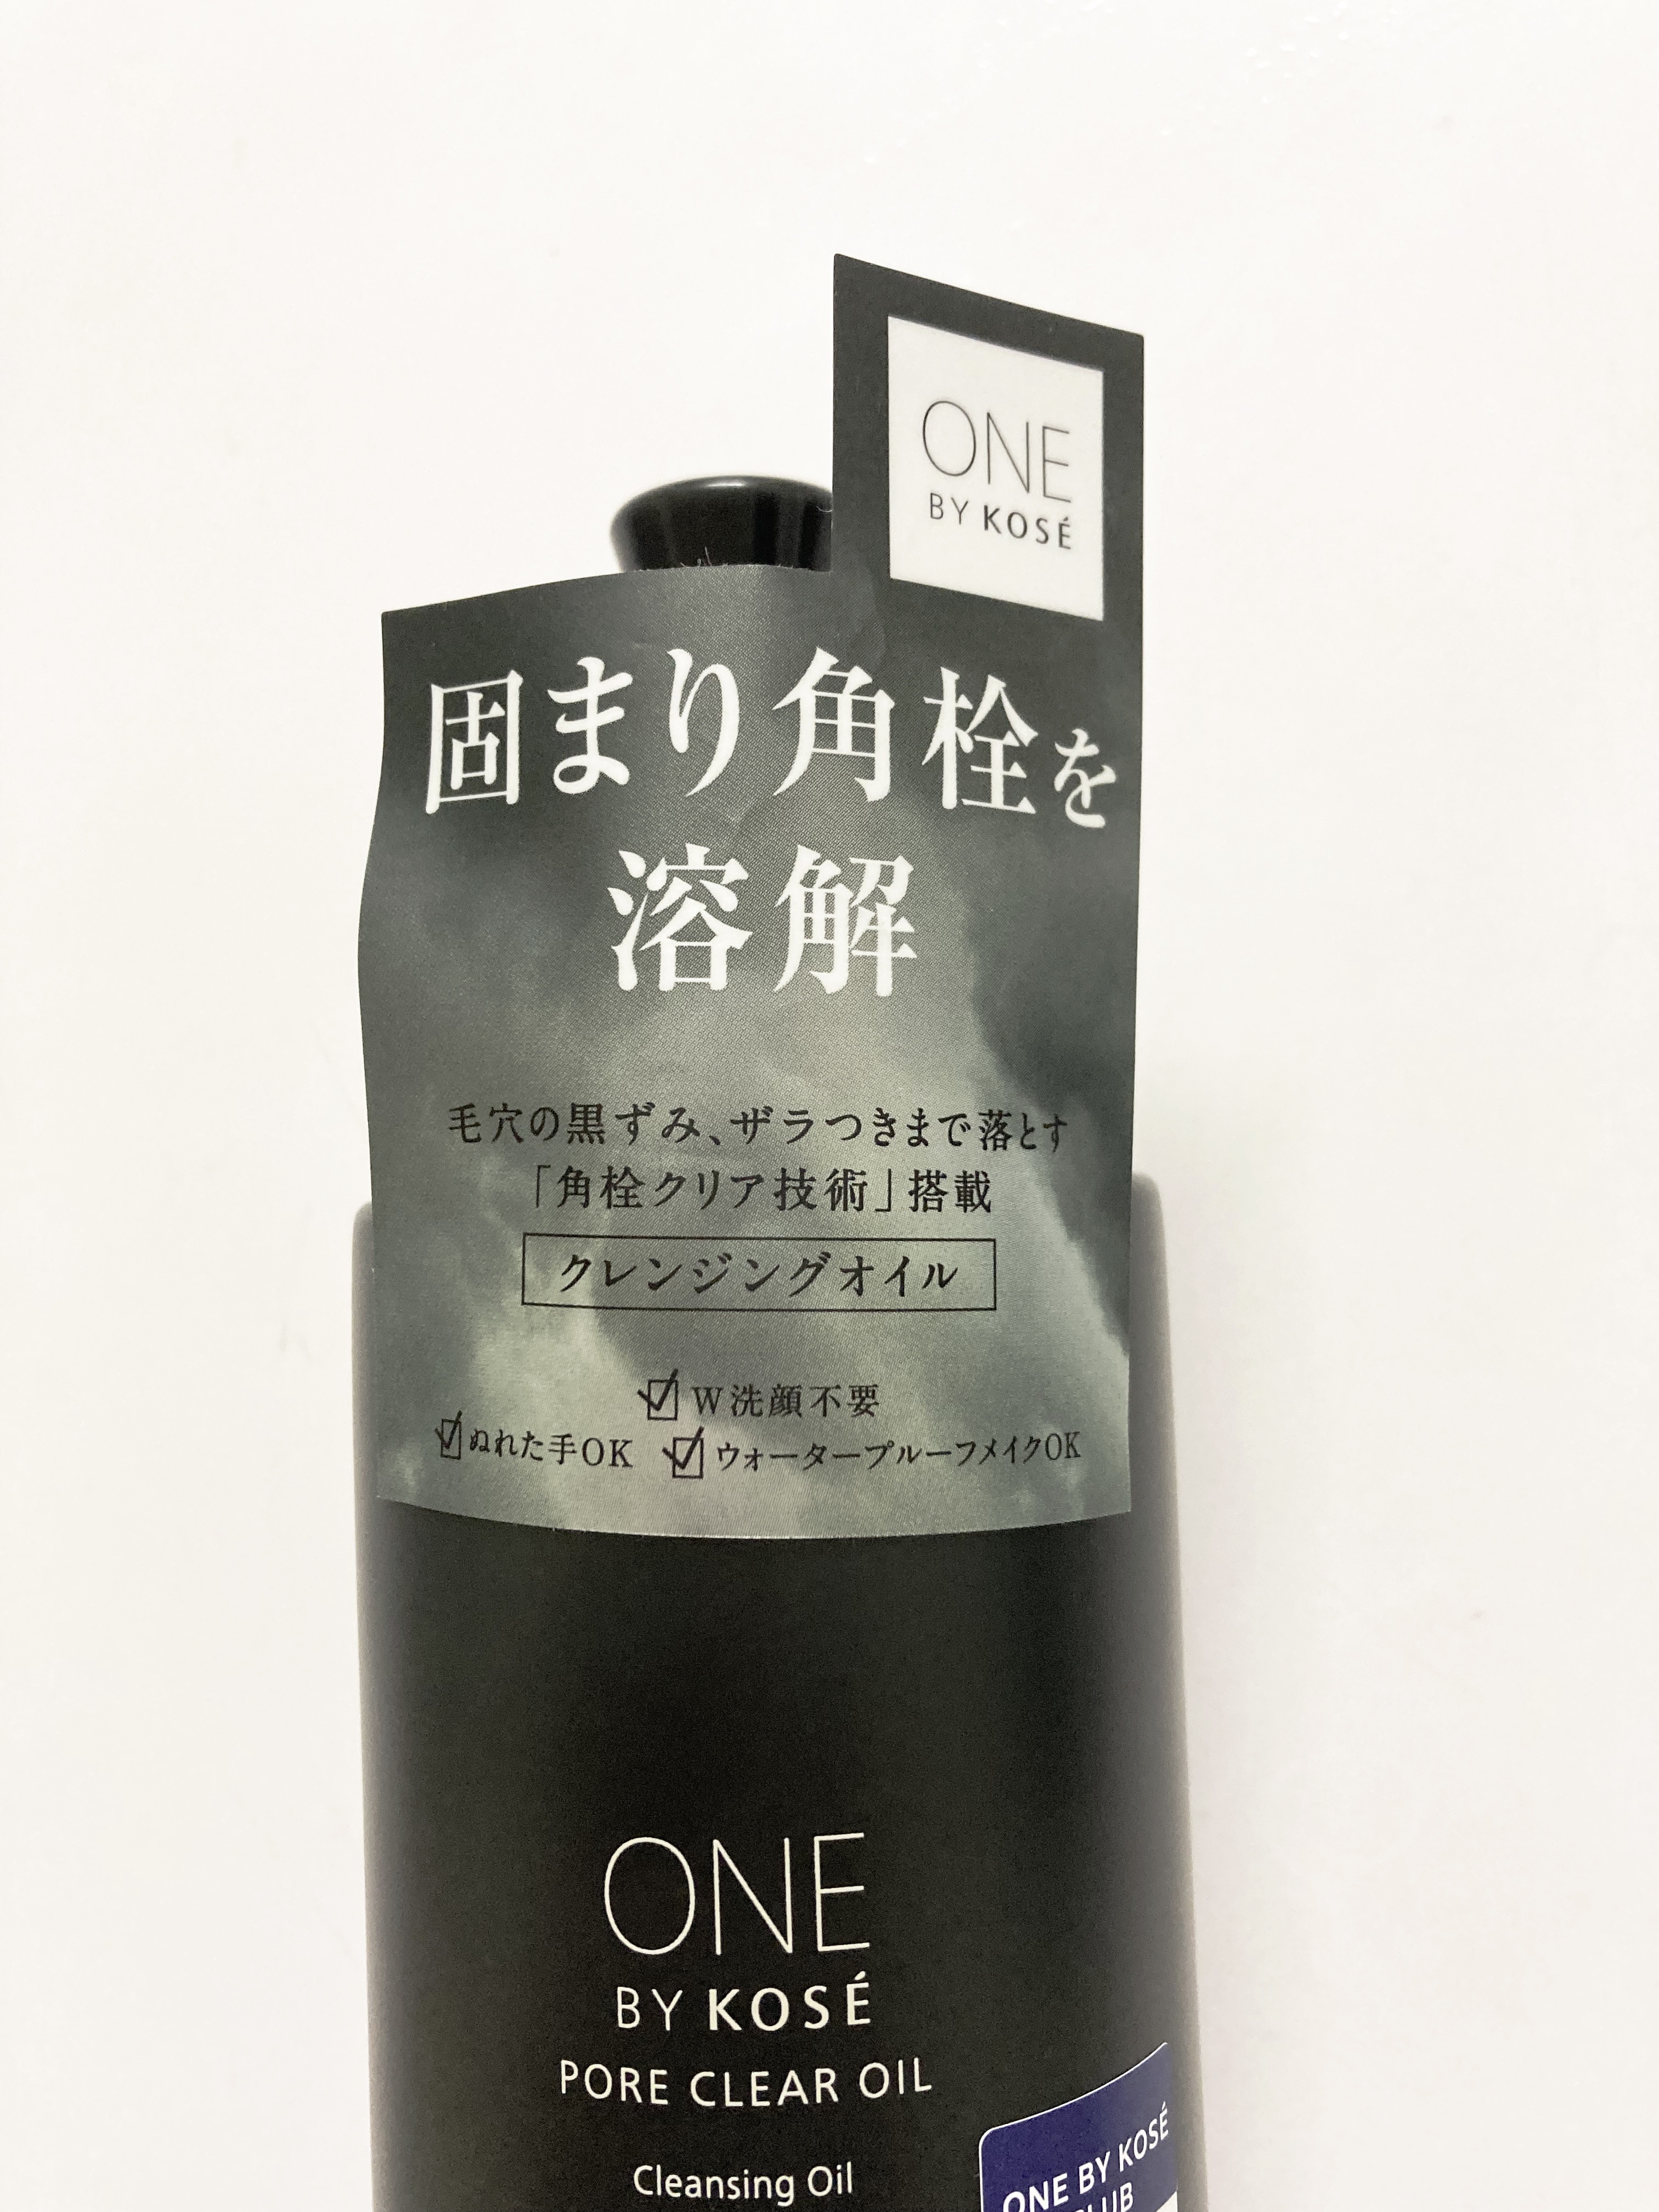 ONE
BY KOSÉ
固まり角栓を
溶解
毛穴の黒ずみ、ザラつきまで落とす
「角栓クリア技術」搭載
クレンジングオイル
W洗顔不要
ぬれた手OK ウォータープルーフメイクOK
ONE
BY KOSÉ
PORE CLEAR OIL
Cleansing Oil
ONE BY KOSÉ